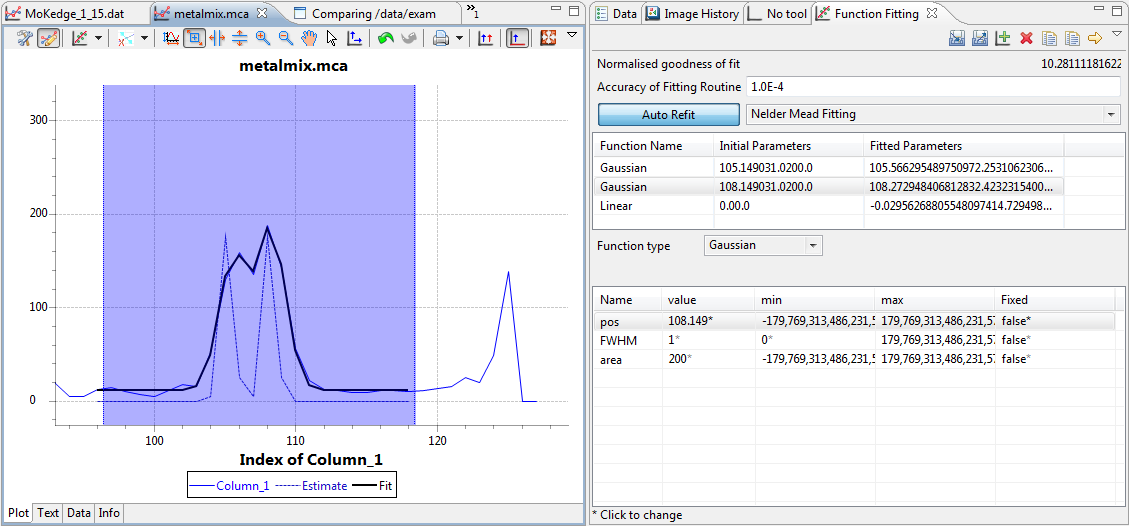 MoKedge_1_15.dat
metalmix.mca
Comparing /data/exam
»1
metalmix.mca
300
200
100
0
100
110
120
Index of Column_1
Column_1
Estimate
Fit
Plot
Text
Data
Info
Data
Image History
No tool
Function Fitting
Normalised goodness of fit
10.28111181622
Accuracy of Fitting Routine
1.0E-4
Auto Refit
Nelder Mead Fitting
Function Name Initial Parameters Fitted Parameters
Gaussian 105.149031.0200.0 105.566295489750972.2531062306...
Gaussian 108.149031.0200.0 108.272948406812832.4232315400...
Linear 0.00.0 -0.02956268805548097414.729498...
Function type
Gaussian
Name value min max Fixed
pos 108.149* -179,769,313,486,231,5 179,769,313,486,231,57 false*
FWHM 1* 0* 179,769,313,486,231,57 false*
area 200* -179,769,313,486,231,5 179,769,313,486,231,57 false*
* Click to change